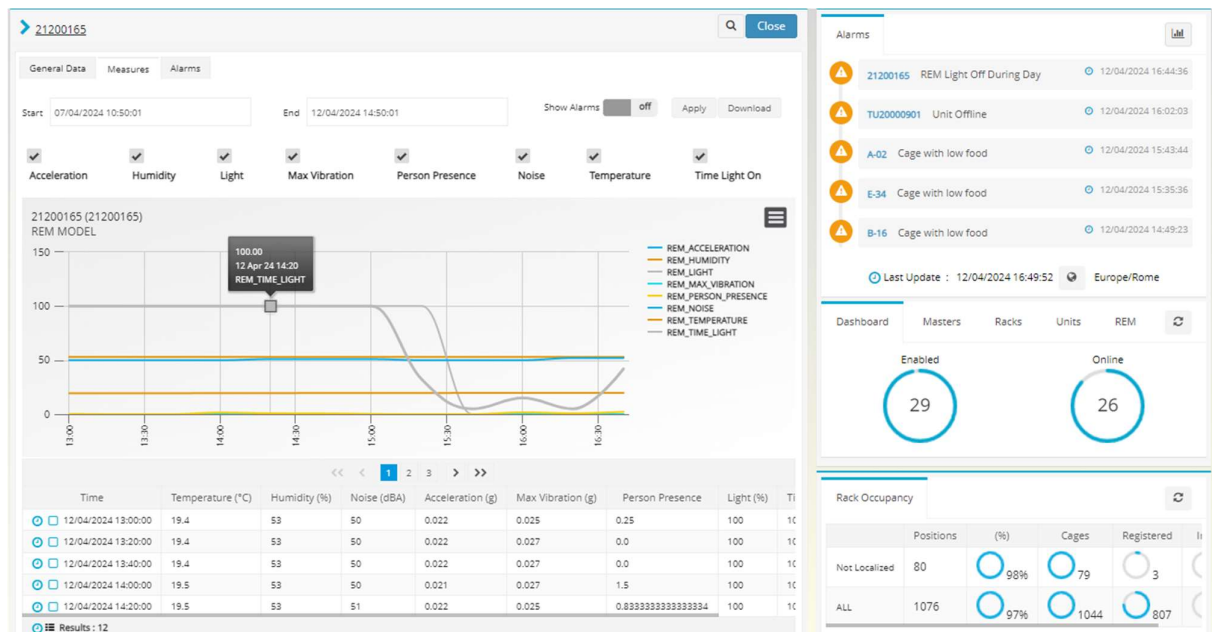 21200165
Close
General Data Measures Alarms
Start 07/04/2024 10:50:01 End 12/04/2024 14:50:01 Show Alarms off Apply Download
Acceleration Humidity Light Max Vibration Person Presence Noise Temperature Time Light On
21200165 (21200165)
REM MODEL
150
100
50
0
100.00
12 Apr 24 14:20
REM_TIME_LIGHT
13:00 13:30 14:00 14:30 15:00 15:30 16:00 16:30
REM_ACCELERATION
REM_HUMIDITY
REM_LIGHT
REM_MAX_VIBRATION
REM_PERSON_PRESENCE
REM_NOISE
REM_TEMPERATURE
REM_TIME_LIGHT
<< < 1 2 3 > >>
Time Temperature (°C) Humidity (%) Noise (dBA) Acceleration (g) Max Vibration (g) Person Presence Light (%) Ti
12/04/2024 13:00:00 19.4 53 50 0.022 0.025 0.25 100 10
12/04/2024 13:20:00 19.4 53 50 0.022 0.027 0.0 100 10
12/04/2024 13:40:00 19.4 53 50 0.022 0.027 0.0 100 10
12/04/2024 14:00:00 19.5 53 50 0.021 0.027 1.5 100 10
12/04/2024 14:20:00 19.5 53 51 0.022 0.025 0.8333333333333334 100 10
Results : 12
Alarms
21200165 REM Light Off During Day 12/04/2024 16:44:36
TU20000901 Unit Offline 12/04/2024 16:02:03
A-02 Cage with low food 12/04/2024 15:43:44
E-34 Cage with low food 12/04/2024 15:35:36
B-16 Cage with low food 12/04/2024 14:49:23
Last Update : 12/04/2024 16:49:52 Europe/Rome
Dashboard Masters Racks Units REM
Enabled Online
29 26
Rack Occupancy
Positions (%) Cages Registered
Not Localized 80 98% 79 3
ALL 1076 97% 1044 807